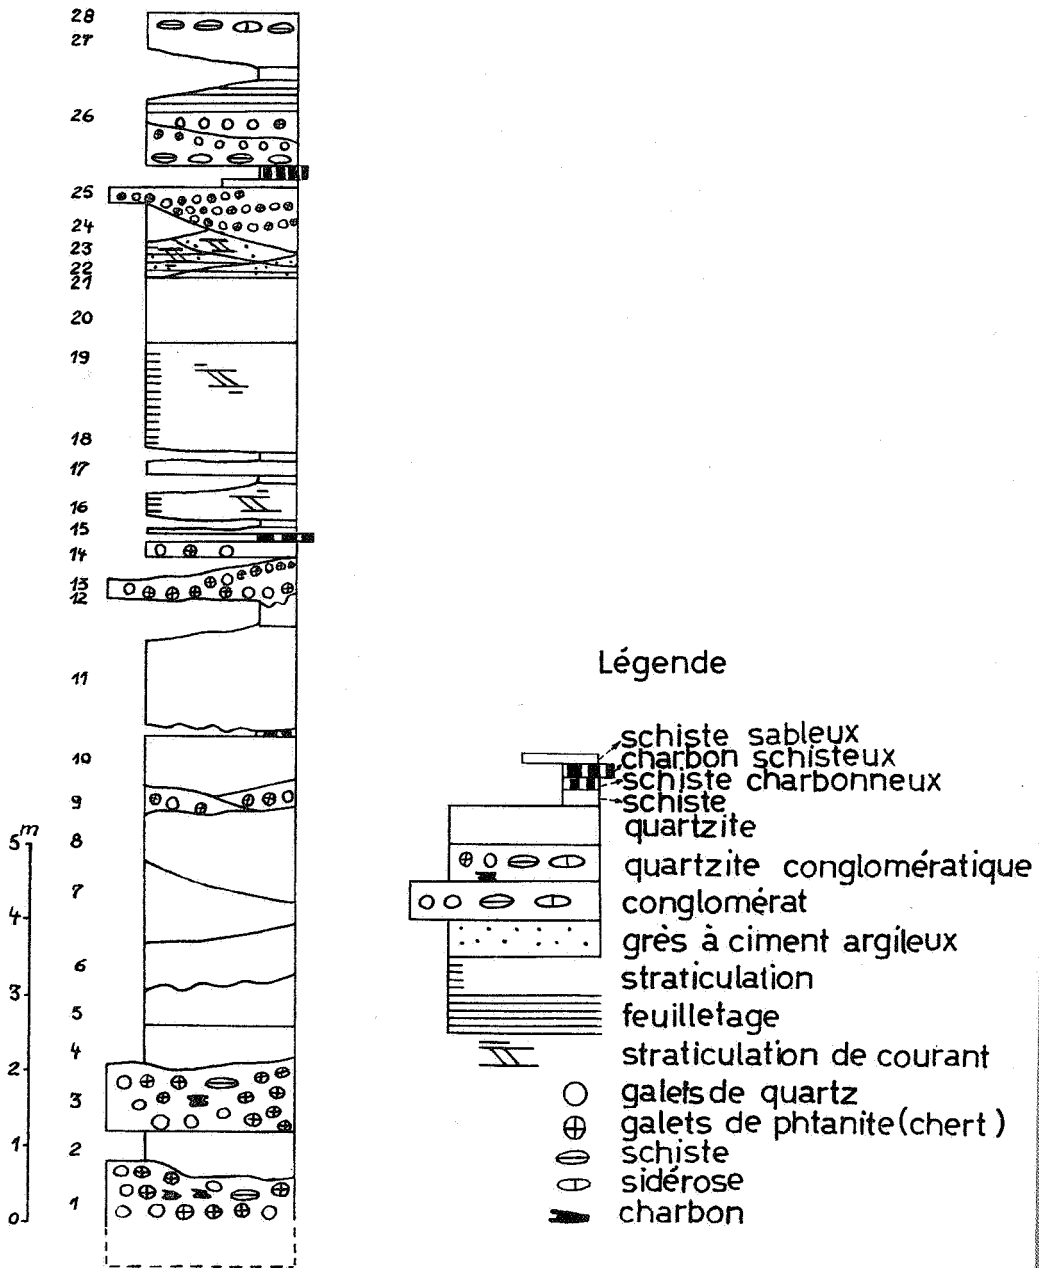 28
27
26
25
24
23
22
21
20
19
18
17
16
15
14
13
12
11
10
9
8
7
6
5
4
3
2
1
5 m
4
3
2
1
0
Légende
schiste sableux
charbon schisteux
schiste charbonneux
schiste
quartzite
quartzite conglomératique
conglomérat
grès à ciment argileux
straticulation
feuilletage
straticulation de courant
galets de quartz
galets de phtanite (chert)
schiste
sidérose
charbon